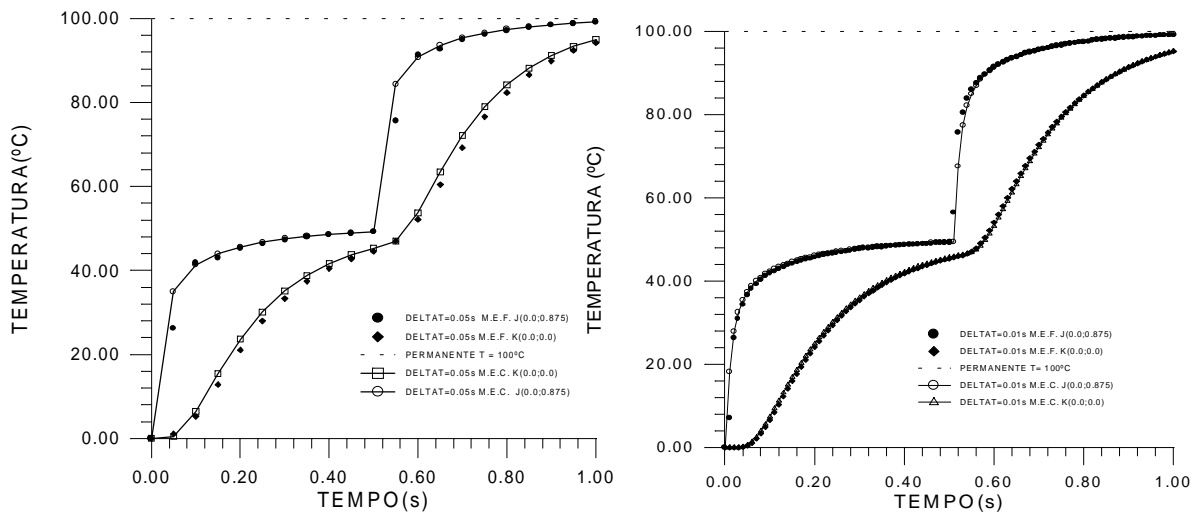 100.00
80.00
60.00
40.00
20.00
0.00
TEMPERATURA(ºC)
DELTAT=0.05s M.E.F. J(0.0;0.875)
DELTAT=0.05s M.E.F. K(0.0;0.0)
PERMANENTE T = 100ºC
DELTAT=0.05s M.E.C. K(0.0;0.0)
DELTAT=0.05s M.E.C. J(0.0;0.875)
0.00 0.20 0.40 0.60 0.80 1.00
TEMPO(s)
100.00
80.00
60.00
40.00
20.00
0.00
TEMPERATURA (ºC)
DELTAT=0.01s M.E.F. J(0.0;0.875)
DELTAT=0.01s M.E.F. K(0.0;0.0)
PERMANENTE T= 100ºC
DELTAT=0.01s M.E.C. J(0.0;0.875)
DELTAT=0.01s M.E.C. K(0.0;0.0)
0.00 0.20 0.40 0.60 0.80 1.00
TEMPO(s)